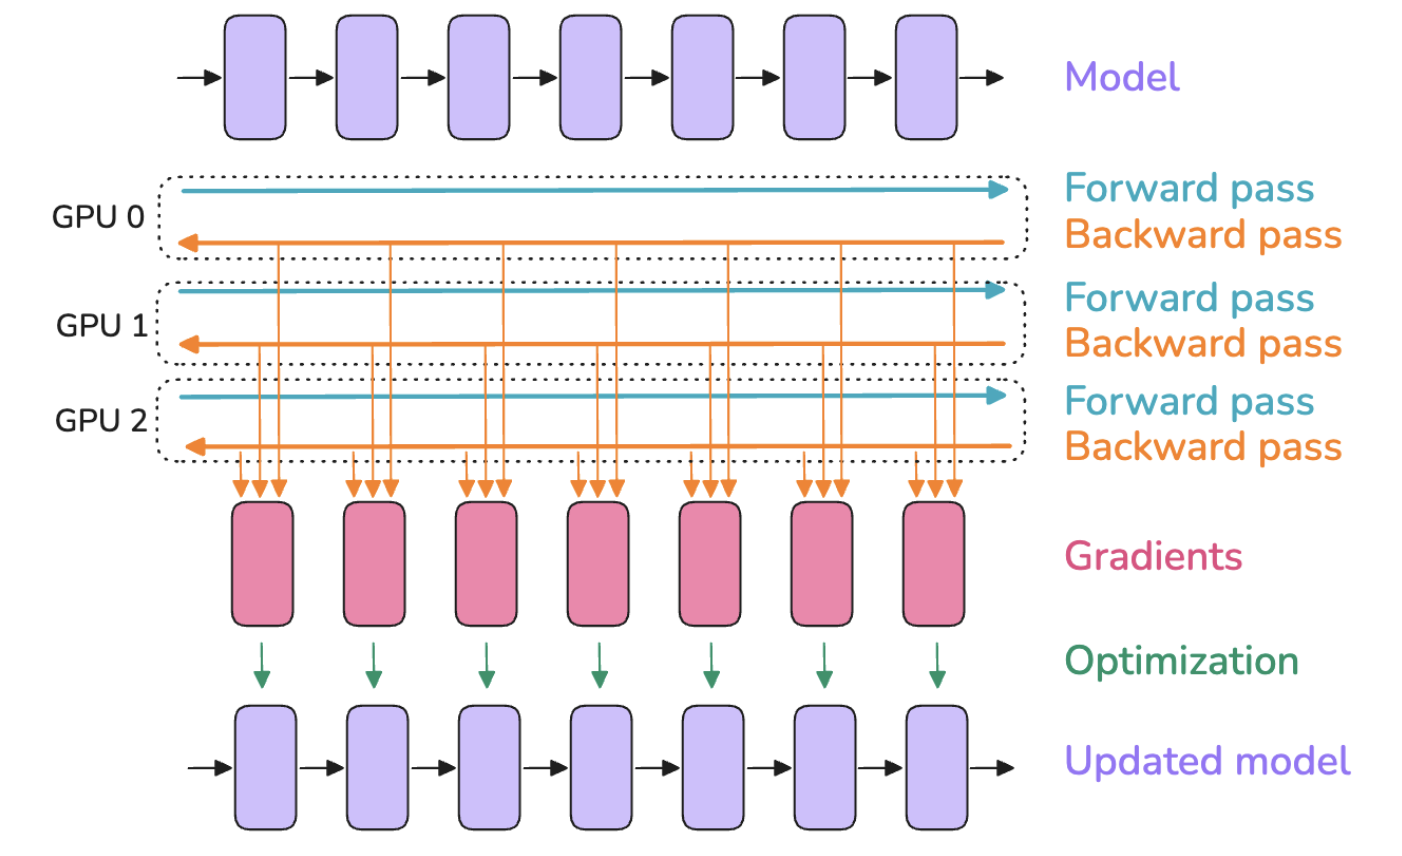 Model
GPU 0
Forward pass
Backward pass
GPU 1
Forward pass
Backward pass
GPU 2
Forward pass
Backward pass
Gradients
Optimization
Updated model